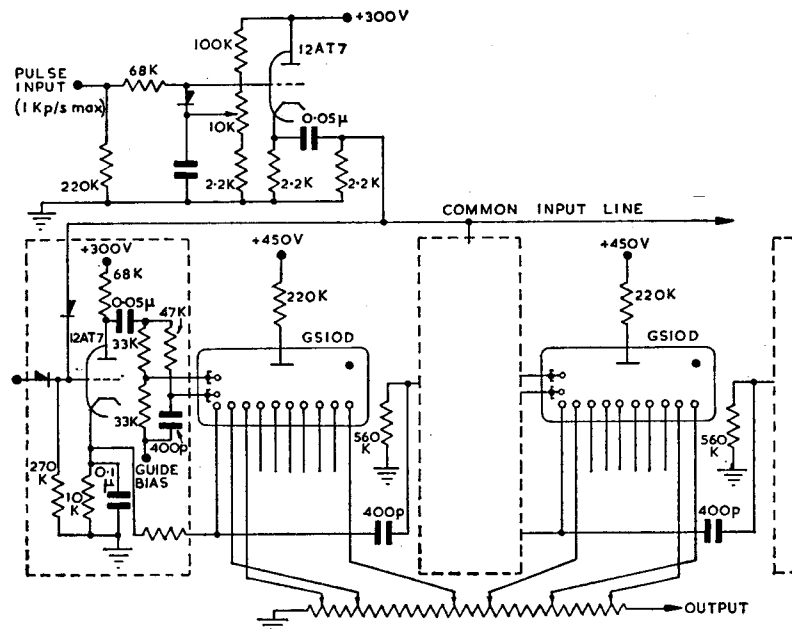 +300V
100K
12AT7
PULSE
INPUT
(1 Kp/s max)
68K
10K
0·05μ
220K
2·2K
2·2K
2·2K
COMMON INPUT LINE
+300V
68K
0·05μ
47K
12AT7
33K
33K
400p
GUIDE
BIAS
270
K
10
K
0·1
μ
+450V
220K
GS10D
560
K
400p
+450V
220K
GS10D
560
K
400p
OUTPUT